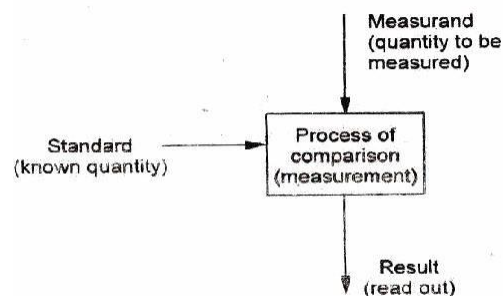 Measurand
(quantity to be
measured)
Standard
(known quantity)
Process of
comparison
(measurement)
Result
(read out)